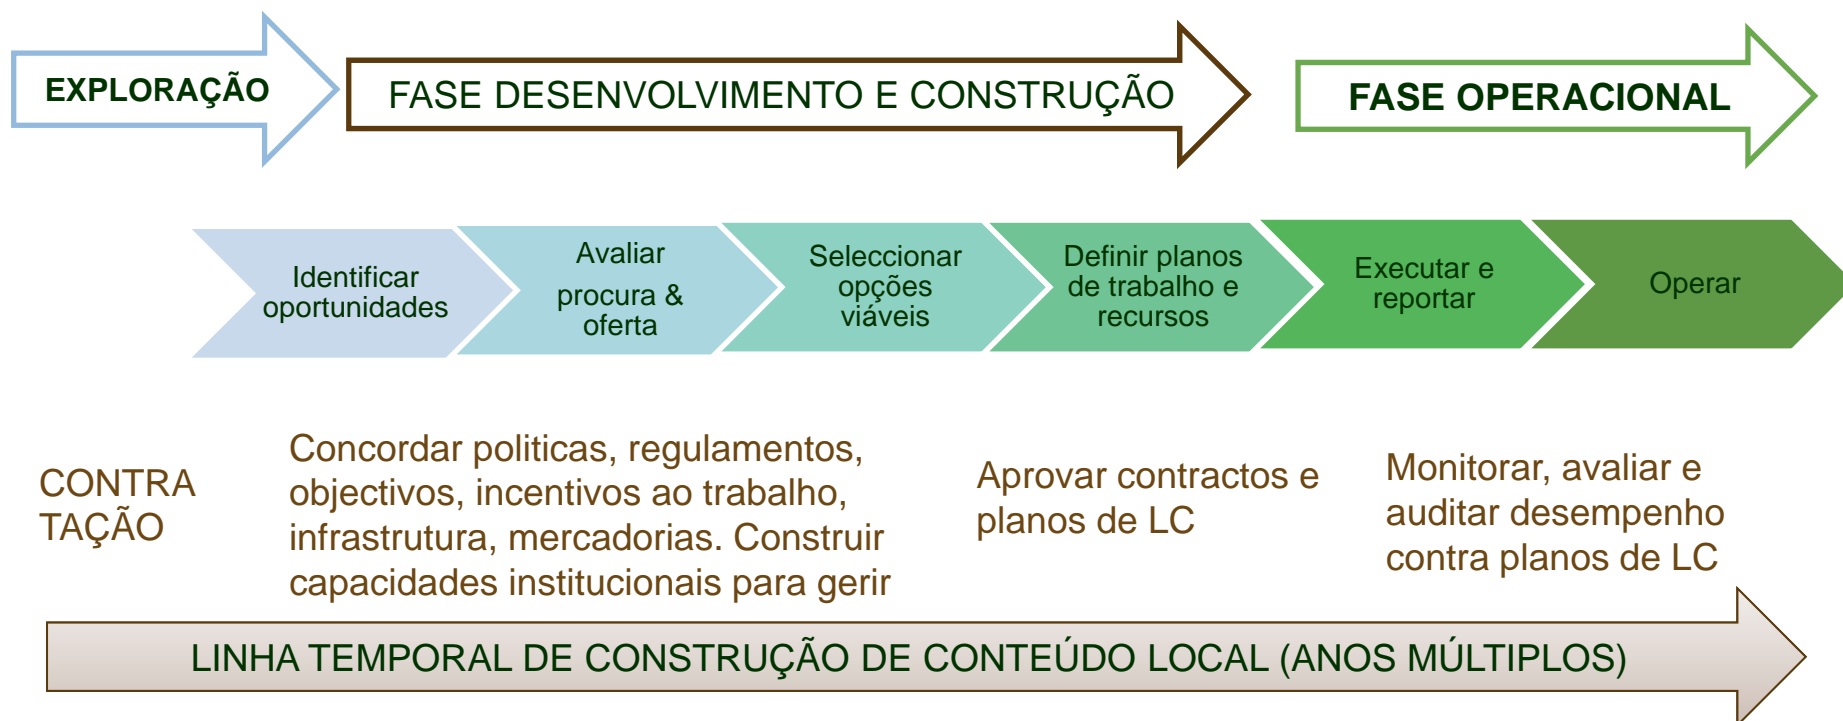 EXPLORAÇÃO
FASE DESENVOLVIMENTO E CONSTRUÇÃO
FASE OPERACIONAL
Identificar
oportunidades
Avaliar
procura &
oferta
Seleccionar
opções
viáveis
Definir planos
de trabalho e
recursos
Executar e
reportar
Operar
CONTRA
TAÇÃO
Concordar politicas, regulamentos,
objectivos, incentivos ao trabalho,
infrastrutura, mercadorias. Construir
capacidades institucionais para gerir
Aprovar contractos e
planos de LC
Monitorar, avaliar e
auditar desempenho
contra planos de LC
LINHA TEMPORAL DE CONSTRUÇÃO DE CONTEÚDO LOCAL (ANOS MÚLTIPLOS)